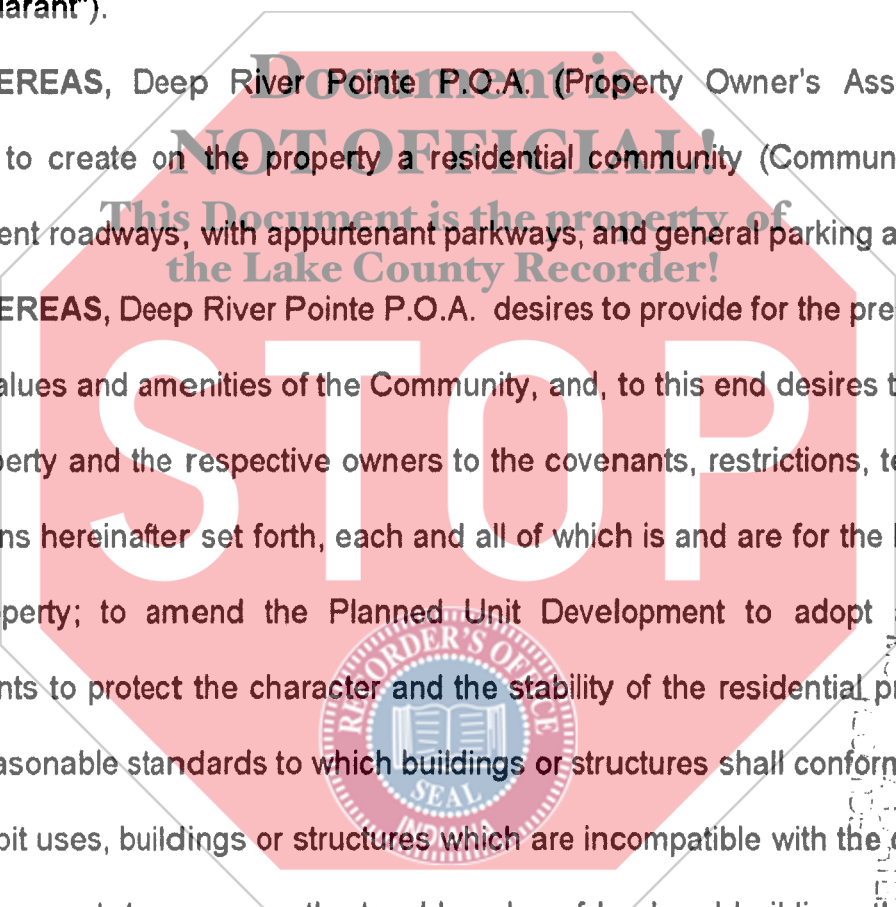 larant").
EREAS, Deep River Pointe P.O.A. (Property Owner's Ass
Document is
NOT OFFICIAL!
to create on the property a residential community (Commun
This Document is the property of
ent roadways, with appurtenant parkways, and general parking a
the Lake County Recorder!
EREAS, Deep River Pointe P.O.A. desires to provide for the pre
alues and amenities of the Community, and, to this end desires t
STOP
perty and the respective owners to the covenants, restrictions, te
ns hereinafter set forth, each and all of which is and are for the
perty; to amend the Planned Unit Development to adopt
RECORDER'S OFFICE
nts to protect the character and the stability of the residential pr
asonable standards to which buildings or structures shall conform
SEAL
INDIANA
bit uses, buildings or structures which are incompatible with the